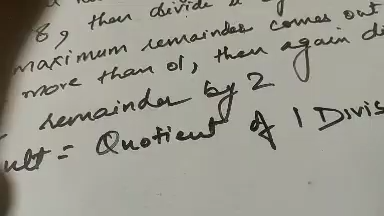 8, then divide
maximum remainder comes out
more than 01, then again di
remainder by 2
ult = Quotient of 1 Divis